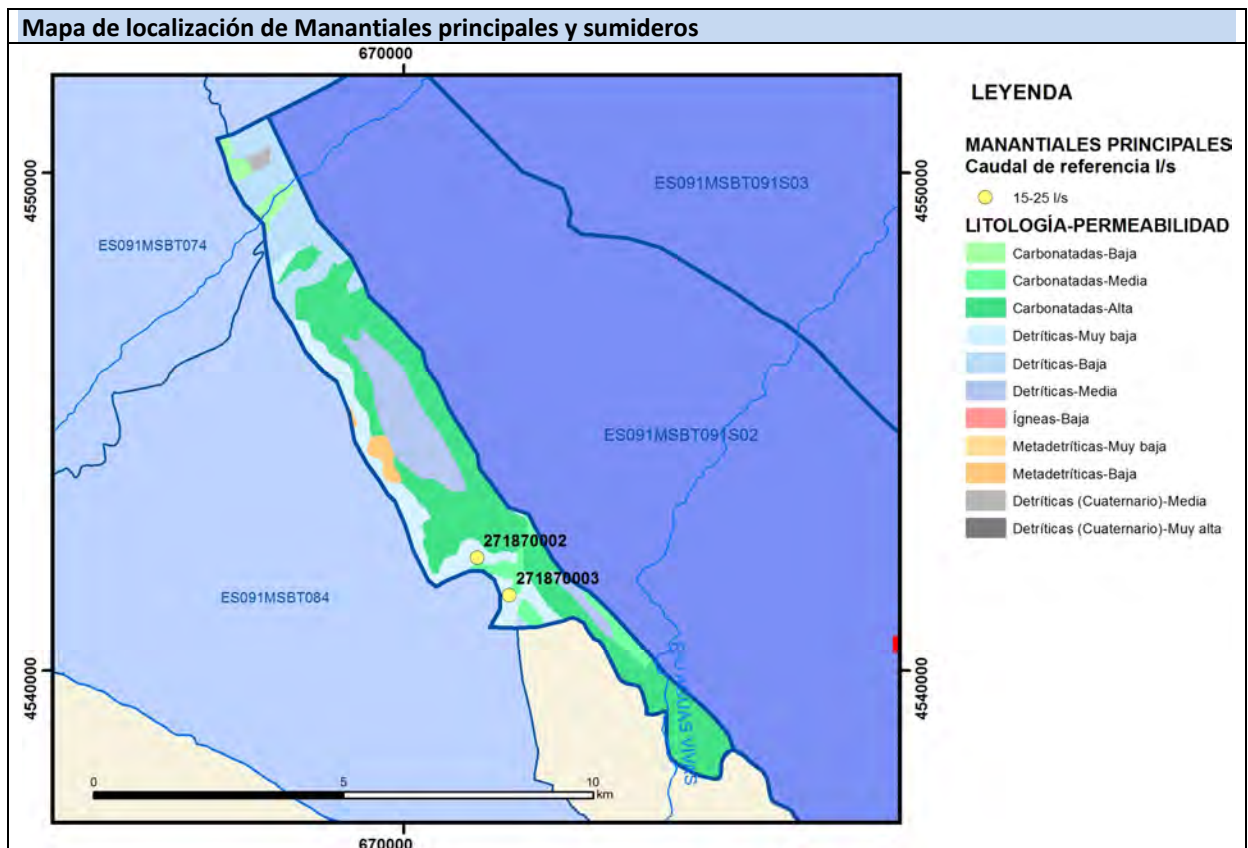 Mapa de localización de Manantiales principales y sumideros
670000
4550000
4550000
ES091MSBT091S03
ES091MSBT074
ES091MSBT091S02
271870002
271870003
ES091MSBT084
4540000
4540000
AGUAS VIVAS
0 5 10
km
670000
LEYENDA
MANANTIALES PRINCIPALES
Caudal de referencia l/s
15-25 l/s
LITOLOGÍA-PERMEABILIDAD
Carbonatadas-Baja
Carbonatadas-Media
Carbonatadas-Alta
Detríticas-Muy baja
Detríticas-Baja
Detríticas-Media
Ígneas-Baja
Metadetríticas-Muy baja
Metadetríticas-Baja
Detríticas (Cuaternario)-Media
Detríticas (Cuaternario)-Muy alta